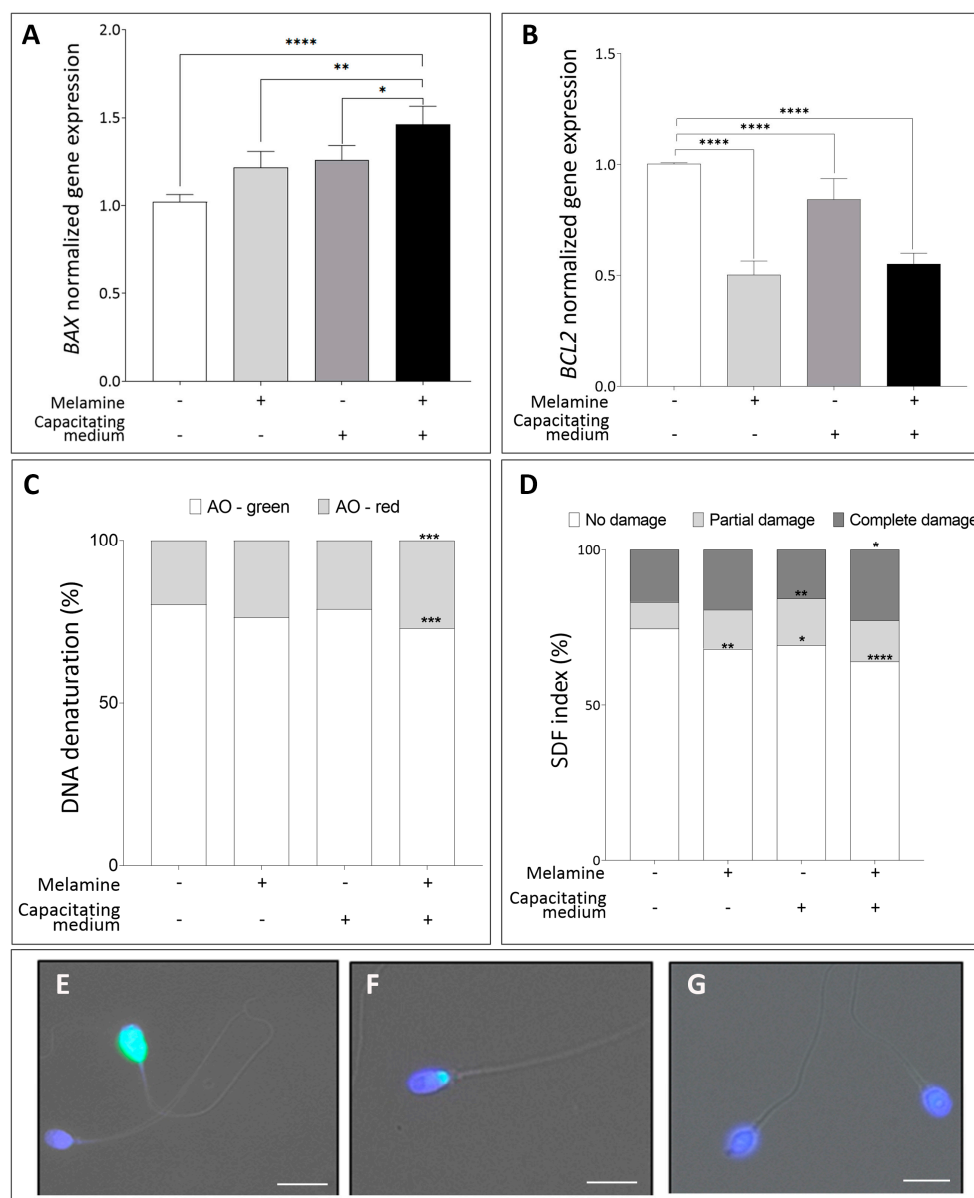 A
BAX normalized gene expression
2.0
1.5
1.0
0.5
0.0
****
**
*
Melamine - + - +
Capacitating
medium - - + +
B
BCL2 normalized gene expression
1.5
1.0
0.5
0.0
****
****
****
Melamine - + - +
Capacitating
medium - - + +
C
AO - green AO - red
DNA denaturation (%)
100
50
0
***
***
Melamine - + - +
Capacitating
medium - - + +
D
No damage Partial damage Complete damage
SDF index (%)
100
50
0
*
**
*
**
****
Melamine - + - +
Capacitating
medium - - + +
E
F
G